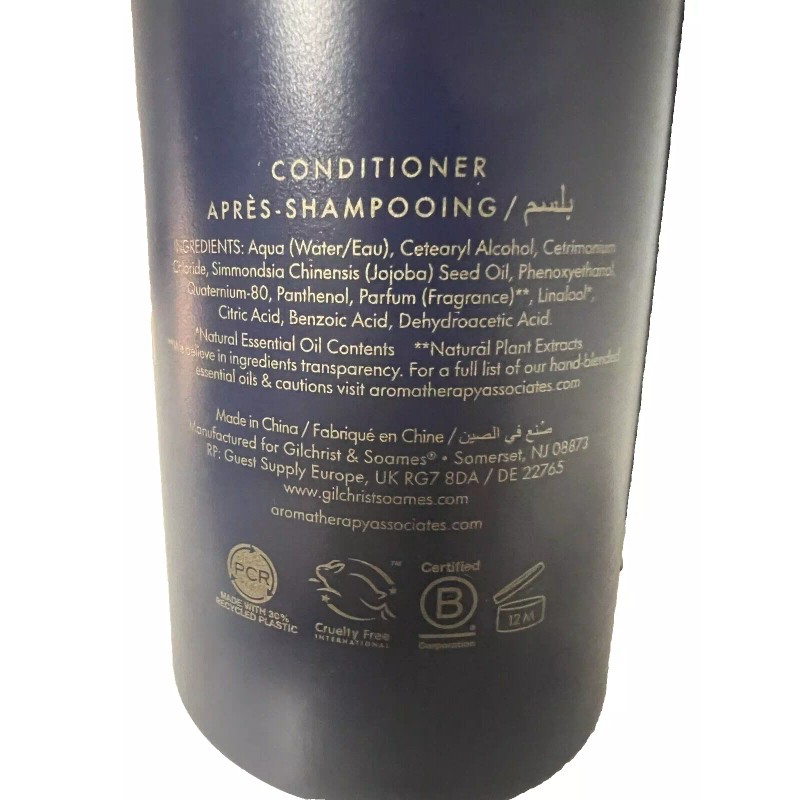 CONDITIONER
APRÈS-SHAMPOOING / بلسم
INGREDIENTS: Aqua (Water/Eau), Cetearyl Alcohol, Cetrimonium
Chloride, Simmondsia Chinensis (Jojoba) Seed Oil, Phenoxyethanol,
Quaternium-80, Panthenol, Parfum (Fragrance)**, Linalool*,
Citric Acid, Benzoic Acid, Dehydroacetic Acid.
*Natural Essential Oil Contents **Natural Plant Extracts
**We believe in ingredients transparency. For a full list of our hand-blended
essential oils & cautions visit aromatherapyassociates.com
Made in China / Fabriqué en Chine / صُنع في الصين
Manufactured for Gilchrist & Soames® • Somerset, NJ 08873
RP: Guest Supply Europe, UK RG7 8DA / DE 22765
www.gilchristsoames.com
aromatherapyassociates.com
PCR
MADE WITH 30%
RECYCLED PLASTIC
TM
Cruelty Free
INTERNATIONAL
Certified
B
®
Corporation
12 M